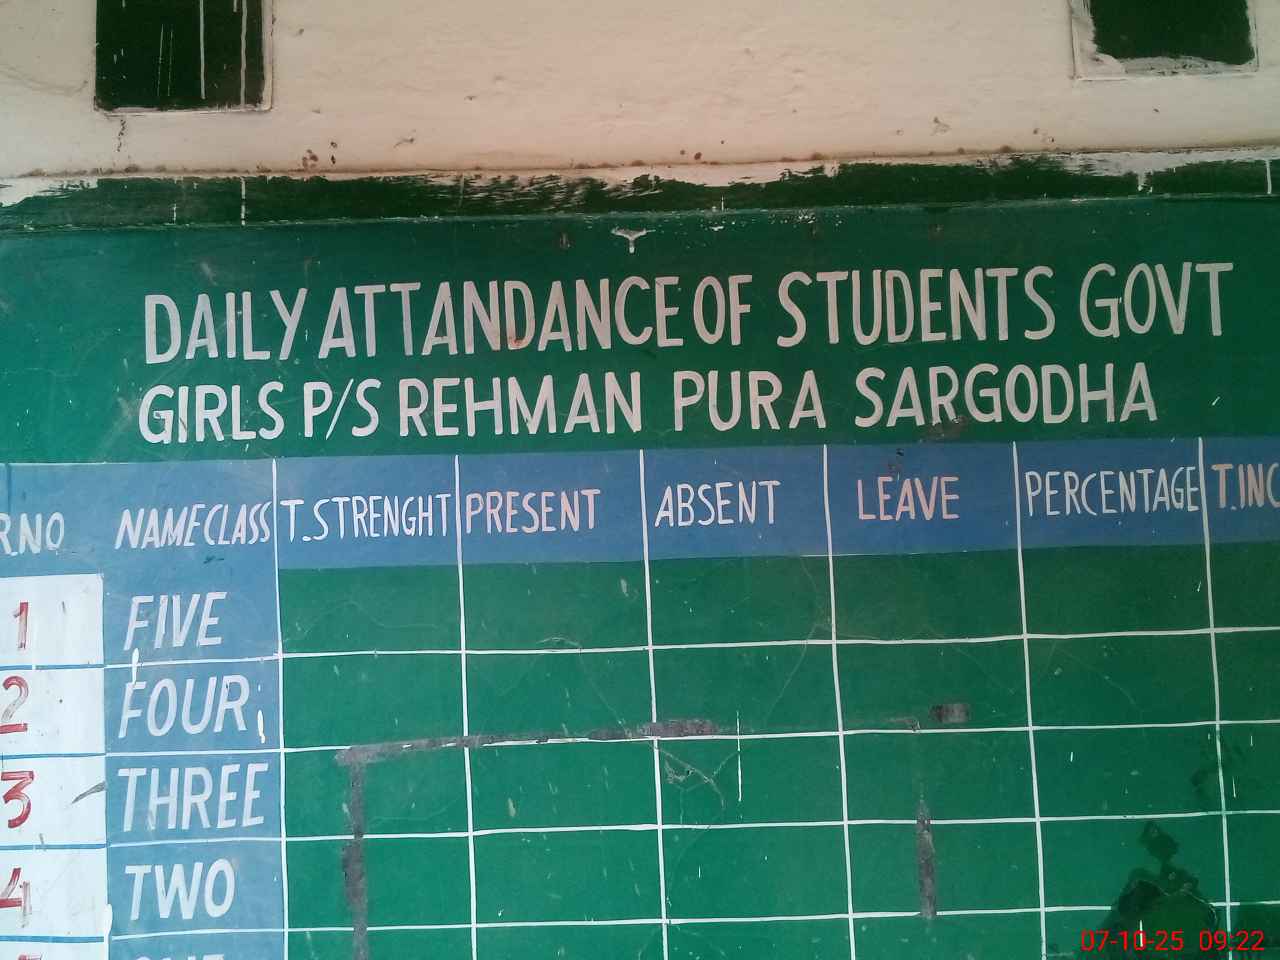 DAILY ATTANDANCE OF STUDENTS GOVT
GIRLS P/S REHMAN PURA SARGODHA
R.NO NAME CLASS T.STRENGHT PRESENT ABSENT LEAVE PERCENTAGE T.INC
1 FIVE
2 FOUR
3 THREE
4 TWO
07-10-25 09:22